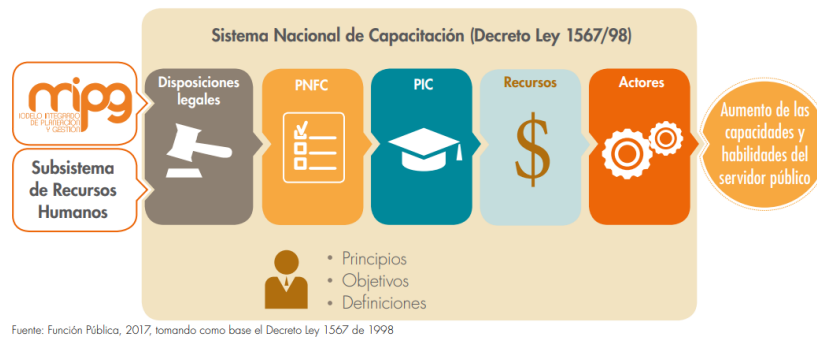 Sistema Nacional de Capacitación (Decreto Ley 1567/98)
mipg
MODELO INTEGRADO
DE PLANEACIÓN
Y GESTIÓN
Subsistema
de Recursos
Humanos
Disposiciones
legales
PNFC
PIC
Recursos
$
Actores
Aumento de las
capacidades y
habilidades del
servidor público
• Principios
• Objetivos
• Definiciones
Fuente: Función Pública, 2017, tomando como base el Decreto Ley 1567 de 1998